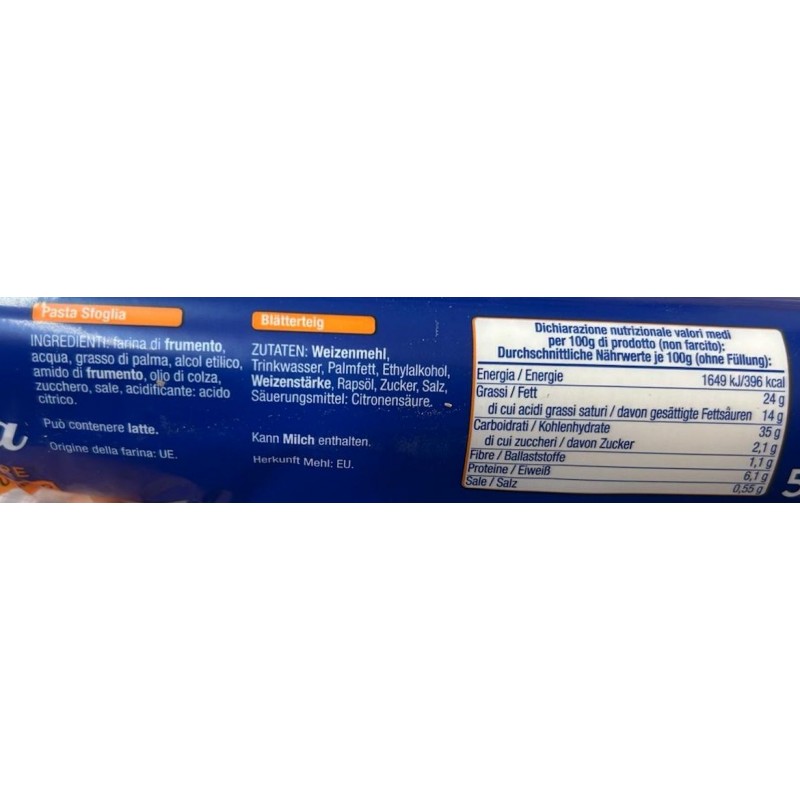 Pasta Sfoglia
INGREDIENTI: farina di frumento,
acqua, grasso di palma, alcol etilico,
amido di frumento, olio di colza,
zucchero, sale, acidificante: acido
citrico.
Può contenere latte.
Origine della farina: UE.
Blätterteig
ZUTATEN: Weizenmehl,
Trinkwasser, Palmfett, Ethylalkohol,
Weizenstärke, Rapsöl, Zucker, Salz,
Säuerungsmittel: Citronensäure.
Kann Milch enthalten.
Herkunft Mehl: EU.
Dichiarazione nutrizionale valori medi
per 100g di prodotto (non farcito):
Durchschnittliche Nährwerte je 100g (ohne Füllung):
Energia / Energie 1649 kJ/396 kcal
Grassi / Fett 24 g
di cui acidi grassi saturi / davon gesättigte Fettsäuren 14 g
Carboidrati / Kohlenhydrate 35 g
di cui zuccheri / davon Zucker 2,1 g
Fibre / Ballaststoffe 1,1 g
Proteine / Eiweiß 6,1 g
Sale / Salz 0,55 g
5